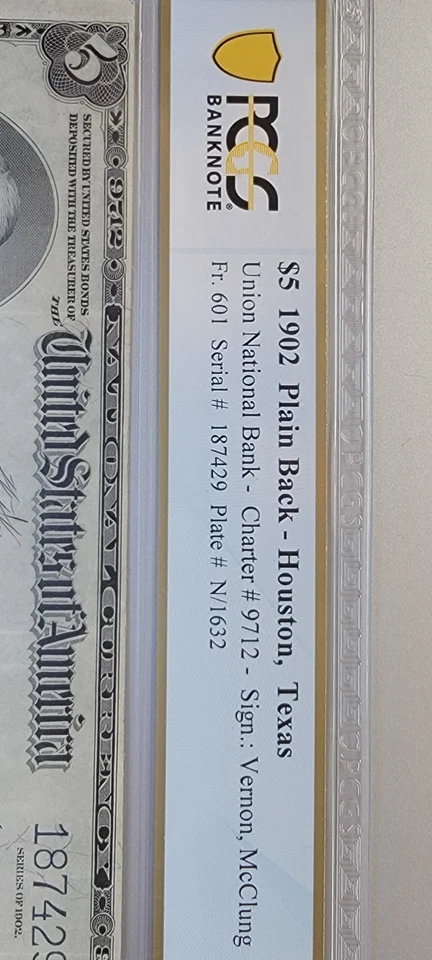 PCGS
BANKNOTE
$5 1902 Plain Back - Houston, Texas
Union National Bank - Charter # 9712 - Sign.: Vernon, McClung
Fr. 601 Serial # 187429 Plate # N/1632
5
9712
NATIONAL CURRENCY
SECURED BY UNITED STATES BONDS
DEPOSITED WITH THE TREASURER OF
THE
United States of America
187429
SERIES OF 1902.